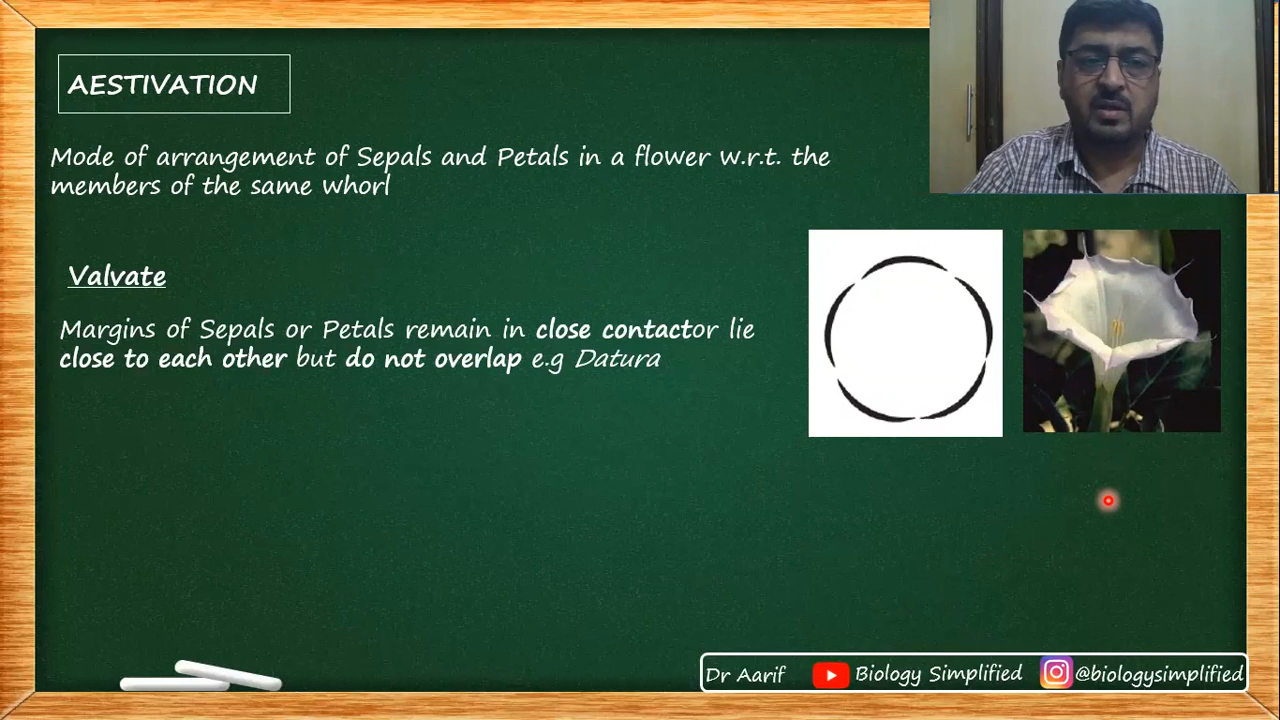 AESTIVATION
Mode of arrangement of Sepals and Petals in a flower w.r.t. the
members of the same whorl
Valvate
Margins of Sepals or Petals remain in close contactor lie
close to each other but do not overlap e.g Datura
Dr Aarif Biology Simplified @biologysimplified